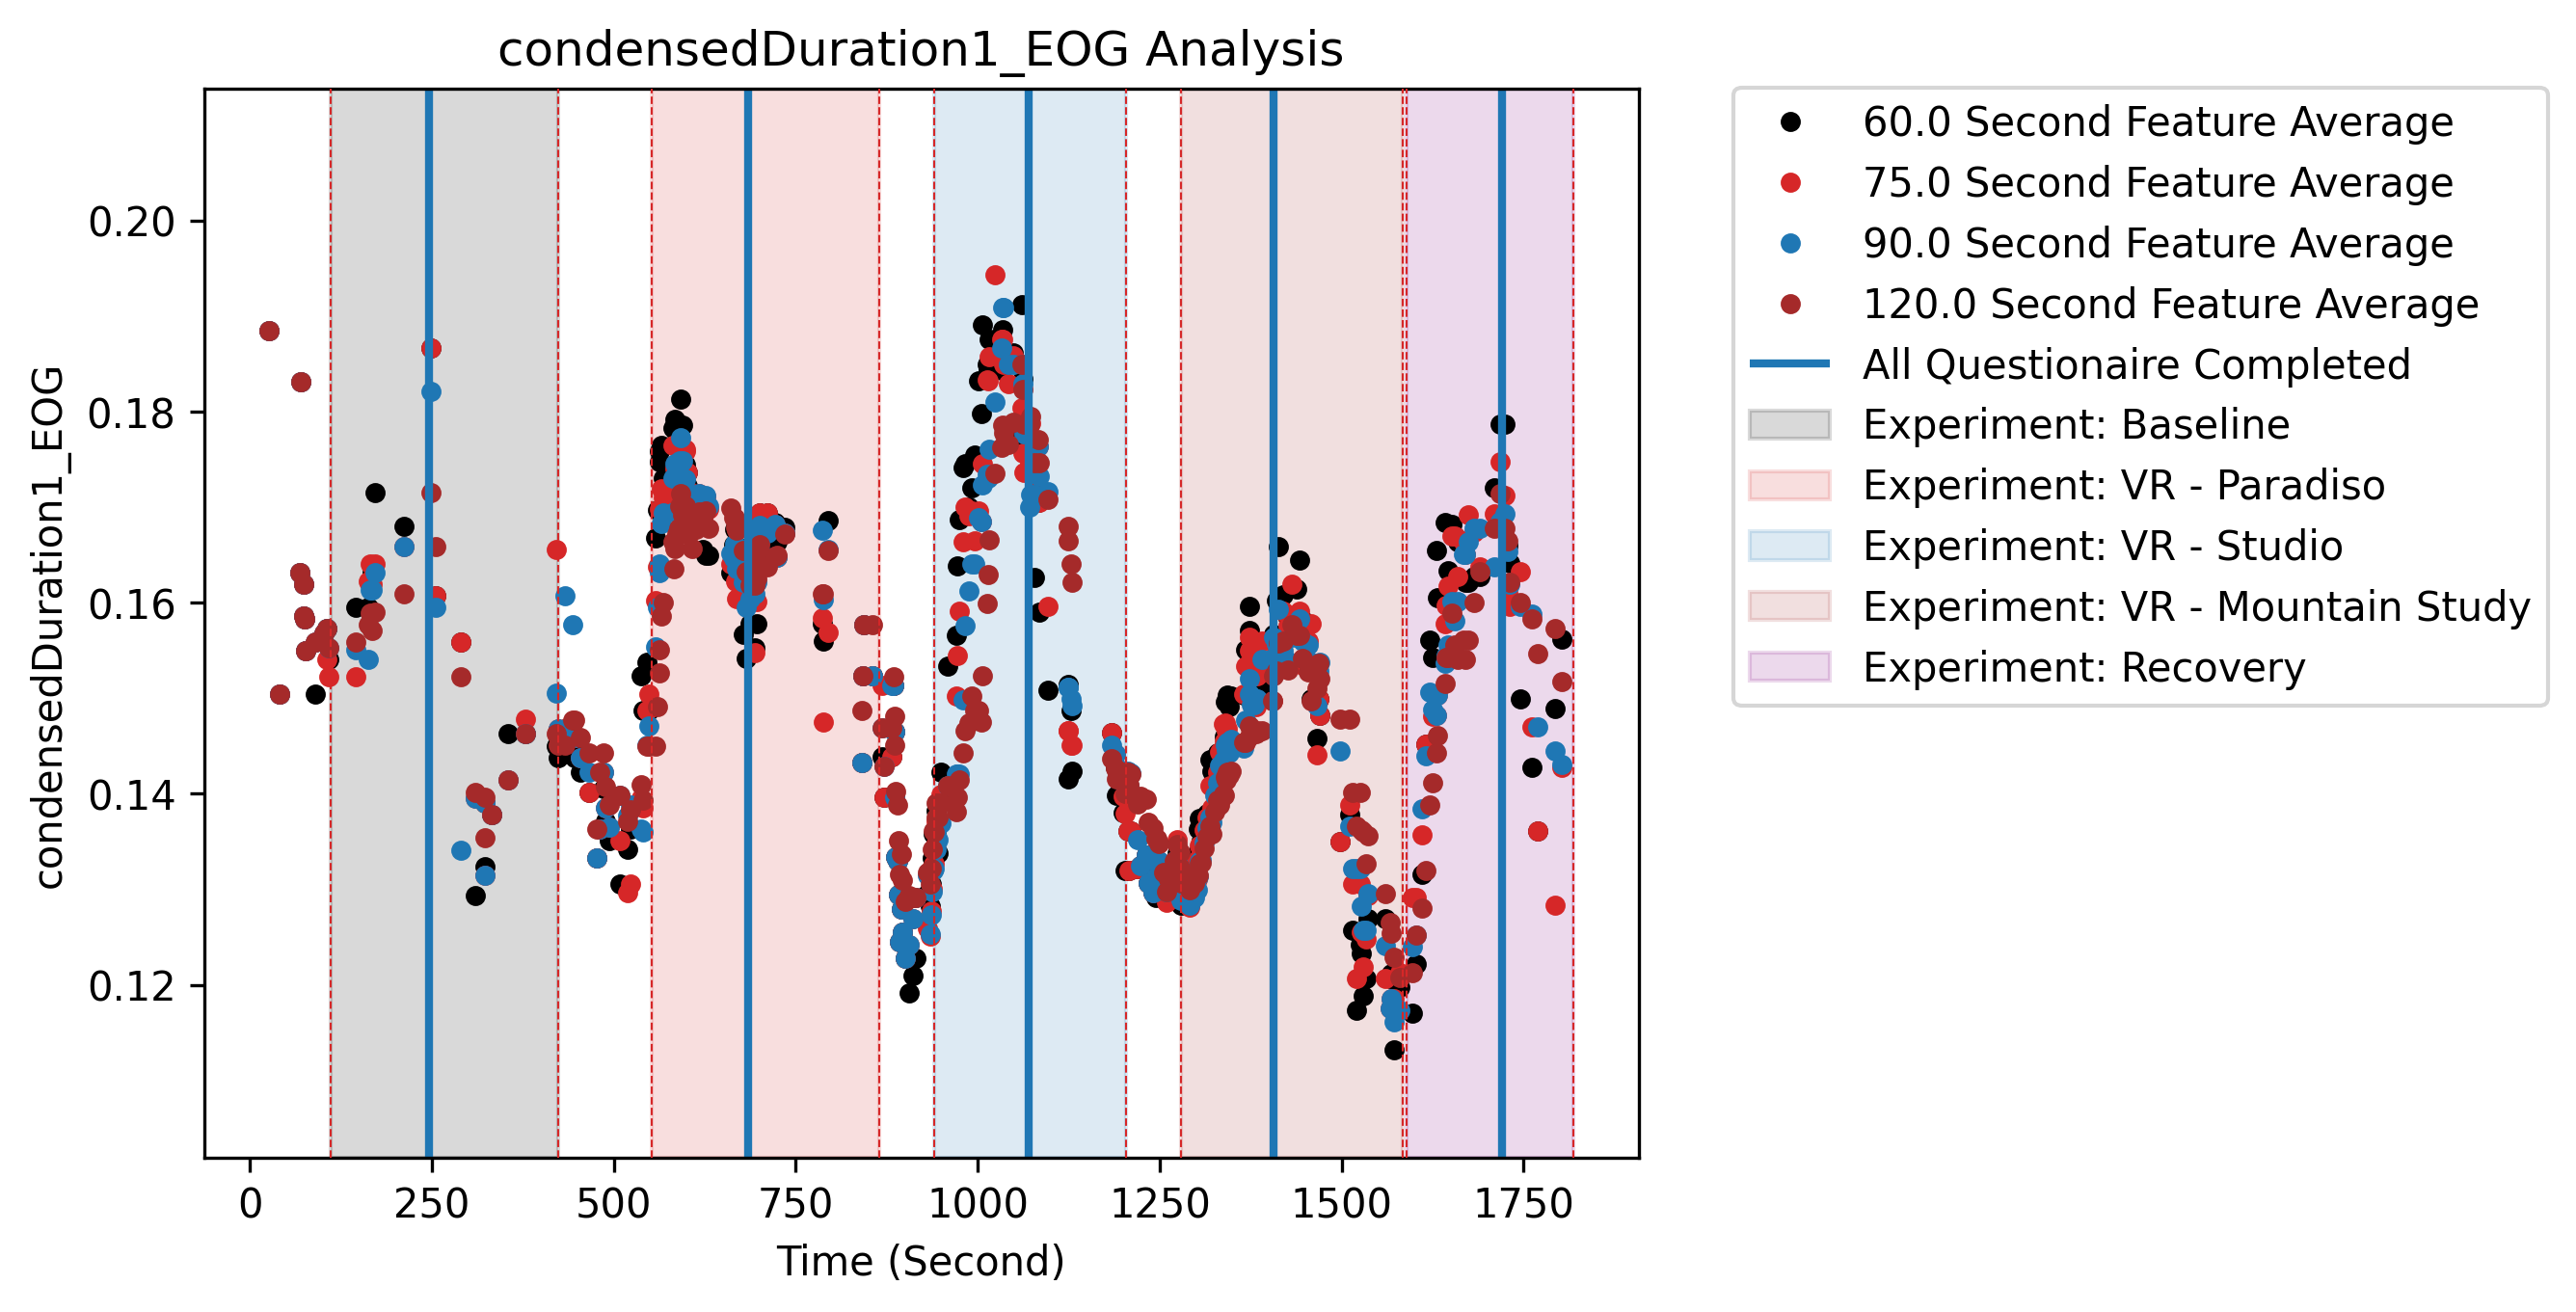 condensedDuration1_EOG Analysis
condensedDuration1_EOG
0.20
0.18
0.16
0.14
0.12
0
250
500
750
1000
1250
1500
1750
Time (Second)
60.0 Second Feature Average
75.0 Second Feature Average
90.0 Second Feature Average
120.0 Second Feature Average
All Questionaire Completed
Experiment: Baseline
Experiment: VR - Paradiso
Experiment: VR - Studio
Experiment: VR - Mountain Study
Experiment: Recovery